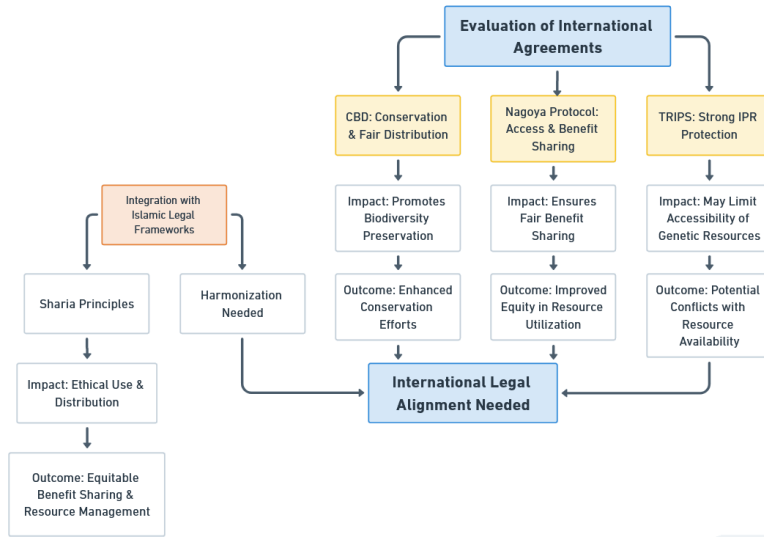 Evaluation of International
Agreements
CBD: Conservation
& Fair Distribution
Nagoya Protocol:
Access & Benefit
Sharing
TRIPS: Strong IPR
Protection
Integration with
Islamic Legal
Frameworks
Impact: Promotes
Biodiversity
Preservation
Impact: Ensures
Fair Benefit
Sharing
Impact: May Limit
Accessibility of
Genetic Resources
Sharia Principles
Harmonization
Needed
Outcome: Enhanced
Conservation
Efforts
Outcome: Improved
Equity in Resource
Utilization
Outcome: Potential
Conflicts with
Resource
Availability
Impact: Ethical Use &
Distribution
International Legal
Alignment Needed
Outcome: Equitable
Benefit Sharing &
Resource Management